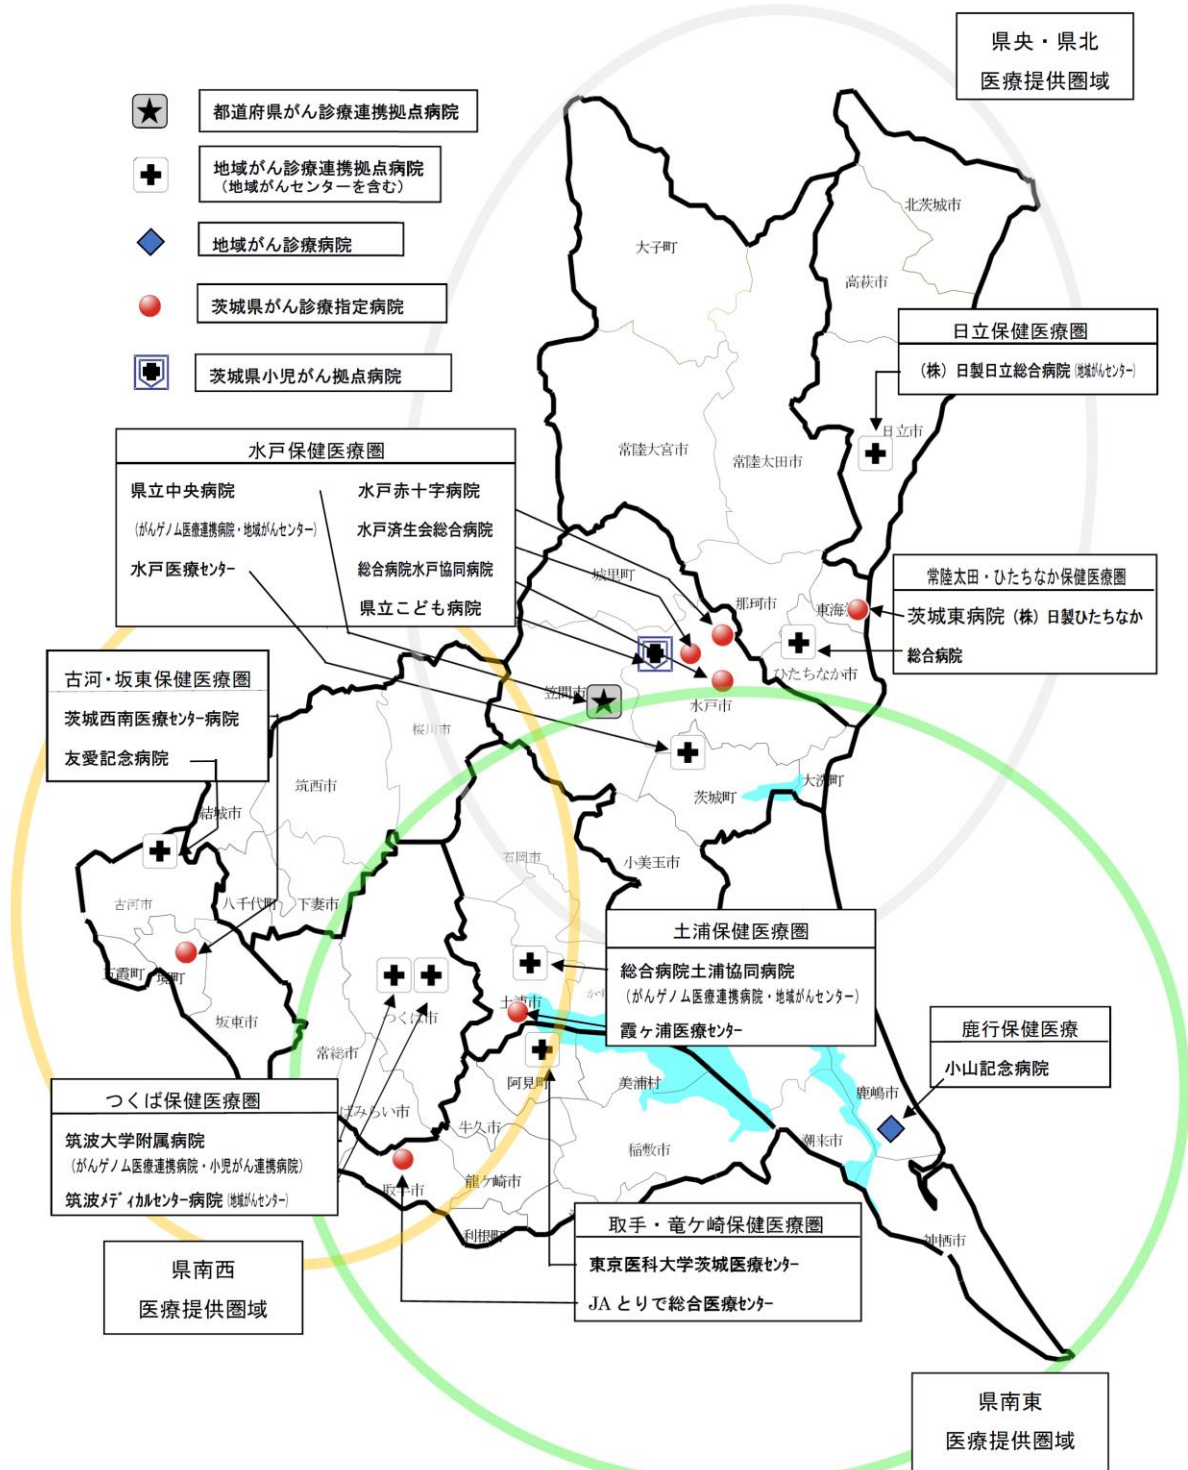 県央・県北
医療提供圏域
都道府県がん診療連携拠点病院
地域がん診療連携拠点病院
（地域がんセンターを含む）
地域がん診療病院
茨城県がん診療指定病院
茨城県小児がん拠点病院
北茨城市
大子町
高萩市
日立保健医療圏
（株）日製日立総合病院（地域がんセンター）
日立市
常陸大宮市
常陸太田市
水戸保健医療圏
県立中央病院
（がんゲノム医療連携病院・地域がんセンター）
水戸医療センター
水戸赤十字病院
水戸済生会総合病院
総合病院水戸協同病院
県立こども病院
城里町
那珂市
東海
常陸太田・ひたちなか保健医療圏
茨城東病院（株）日製ひたちなか
総合病院
ひたちなか市
古河・坂東保健医療圏
茨城西南医療センター病院
友愛記念病院
笠間市
水戸市
桜川市
筑西市
茨城町
大洗町
結城市
石岡市
小美玉市
古河市
八千代町
下妻市
五霞町
境町
坂東市
土浦保健医療圏
総合病院土浦協同病院
（がんゲノム医療連携病院・地域がんセンター）
霞ヶ浦医療センター
か
土浦市
つくば市
常総市
阿見町
美浦村
鹿行保健医療
小山記念病院
鹿嶋市
つくば保健医療圏
筑波大学附属病院
（がんゲノム医療連携病院・小児がん連携病院）
筑波メディカルセンター病院（地域がんセンター）
ばみらい市
牛久市
稲敷市
潮来市
取手市
龍ケ崎市
利根町
取手・竜ケ崎保健医療圏
東京医科大学茨城医療センター
JAとりで総合医療センター
神栖市
県南西
医療提供圏域
県南東
医療提供圏域